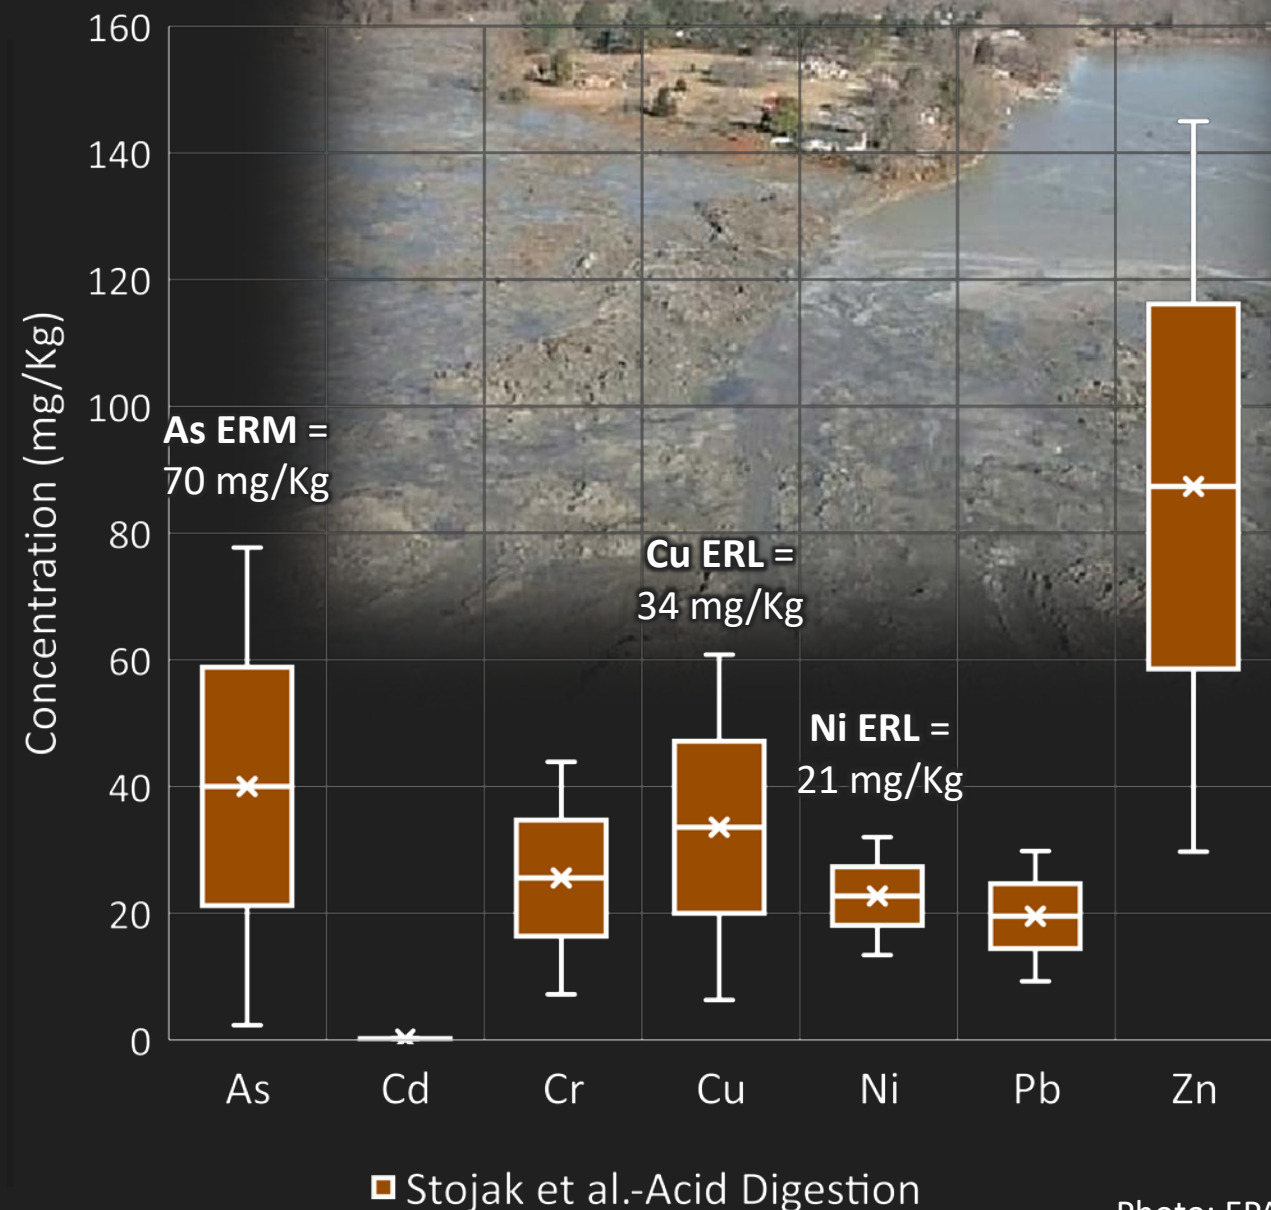 160
140
120
100
80
60
40
20
0
Concentration (mg/Kg)
As ERM =
70 mg/Kg
Cu ERL =
34 mg/Kg
Ni ERL =
21 mg/Kg
As Cd Cr Cu Ni Pb Zn
Stojak et al.-Acid Digestion
Photo: EPA